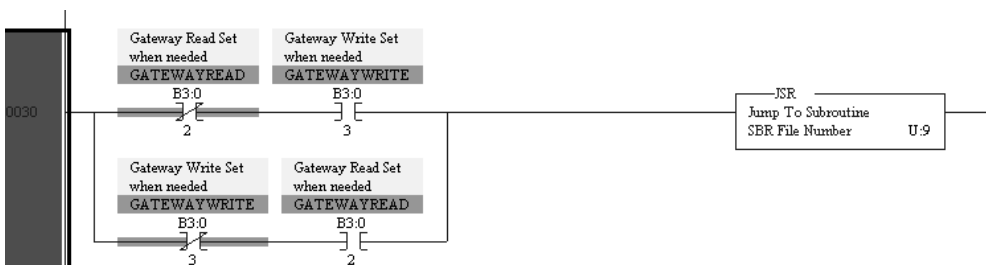 Gateway Read Set
when needed
GATEWAYREAD
B3:0
2
Gateway Write Set
when needed
GATEWAYWRITE
B3:0
3
0030
JSR
Jump To Subroutine
SBR File Number U:9
Gateway Write Set
when needed
GATEWAYWRITE
B3:0
3
Gateway Read Set
when needed
GATEWAYREAD
B3:0
2